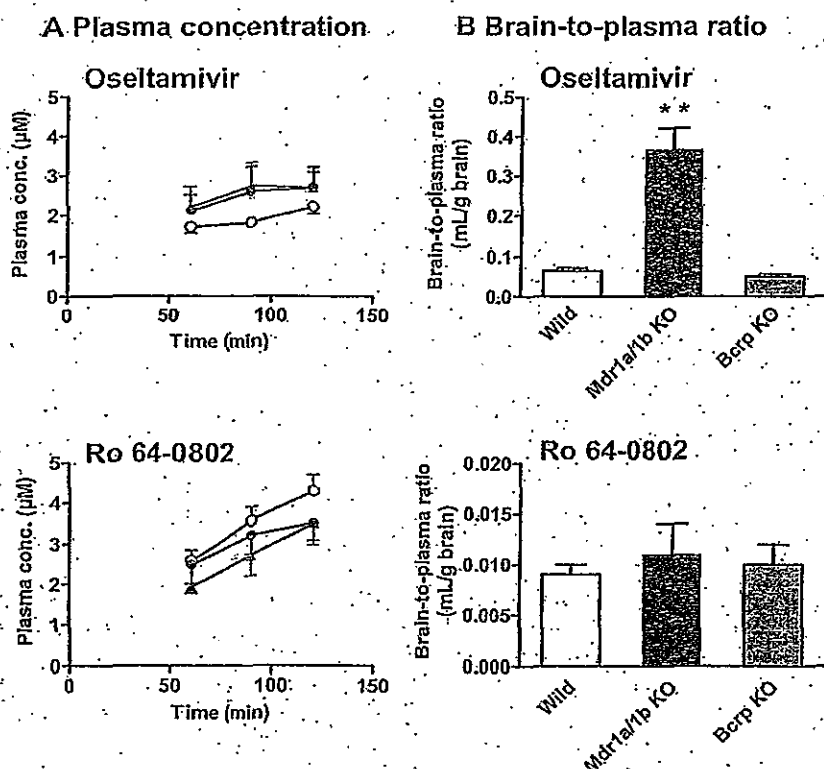 A Plasma concentration
Oseltamivir
Plasma conc. (μM)
5
4
3
2
1
0
0
50
100
150
Time (min)
B Brain-to-plasma ratio
Oseltamivir
Brain-to-plasma ratio
(mL/g brain)
0.5
0.4
0.3
0.2
0.1
0.0
**
Wild
Mdr1a/1b KO
Bcrp KO
Ro 64-0802
Plasma conc. (μM)
5
4
3
2
1
0
0
50
100
150
Time (min)
Ro 64-0802
Brain-to-plasma ratio
(mL/g brain)
0.020
0.015
0.010
0.005
0.000
Wild
Mdr1a/1b KO
Bcrp KO